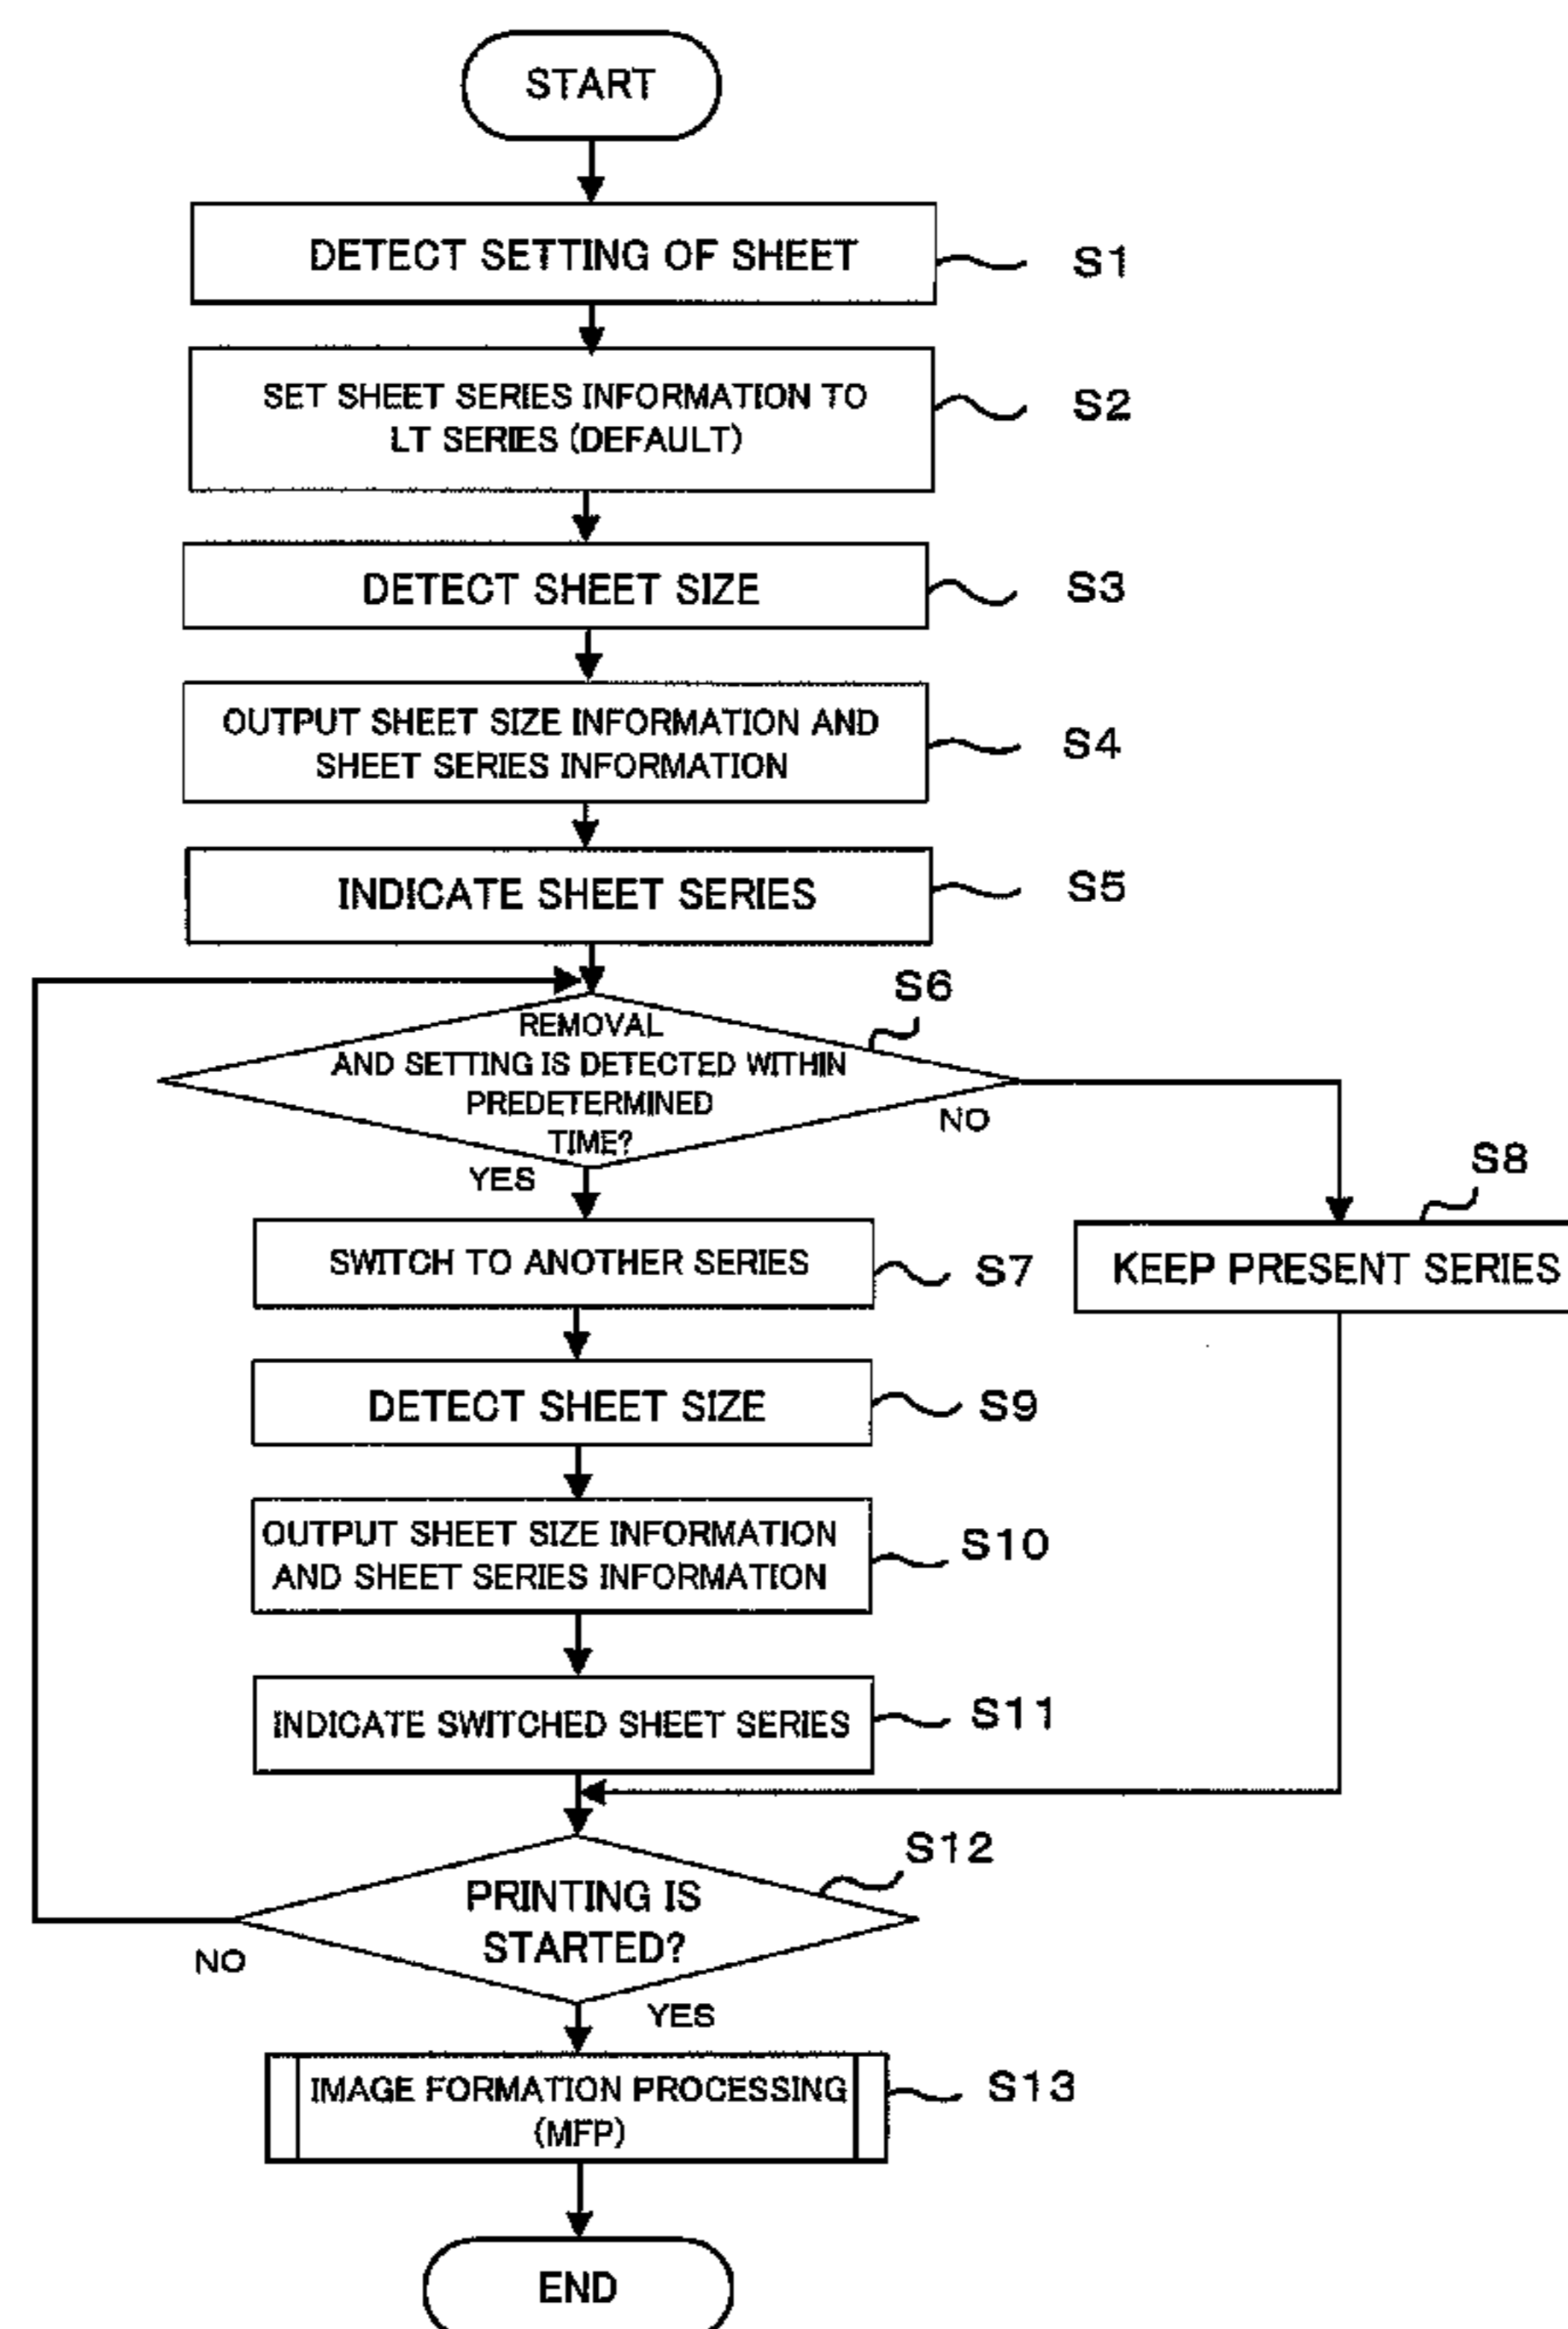 START
DETECT SETTING OF SHEET
S1
SET SHEET SERIES INFORMATION TO
LT SERIES (DEFAULT)
S2
DETECT SHEET SIZE
S3
OUTPUT SHEET SIZE INFORMATION AND
SHEET SERIES INFORMATION
S4
INDICATE SHEET SERIES
S5
S6
REMOVAL
AND SETTING IS DETECTED WITHIN
PREDETERMINED
TIME?
NO
YES
S8
KEEP PRESENT SERIES
SWITCH TO ANOTHER SERIES
S7
DETECT SHEET SIZE
S9
OUTPUT SHEET SIZE INFORMATION
AND SHEET SERIES INFORMATION
S10
INDICATE SWITCHED SHEET SERIES
S11
S12
PRINTING IS
STARTED?
NO
YES
IMAGE FORMATION PROCESSING
(MFP)
S13
END